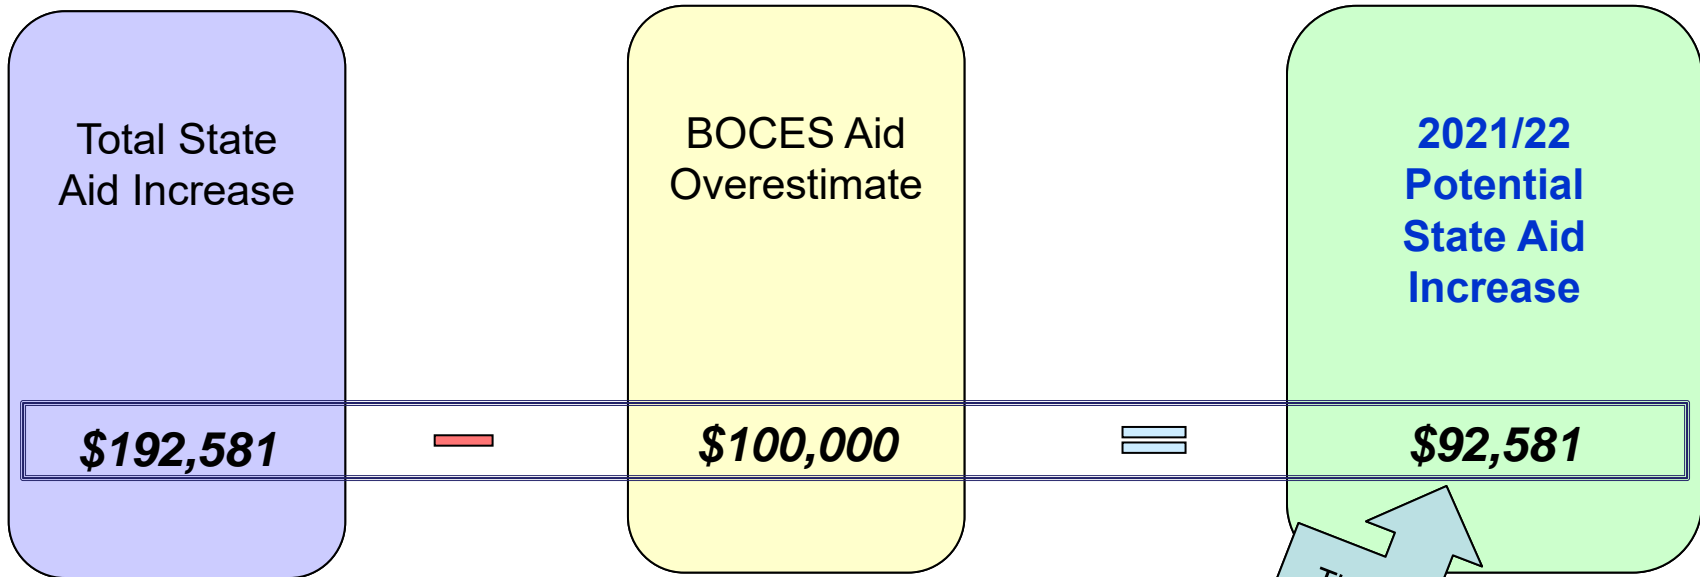 Total State
Aid Increase
BOCES Aid
Overestimate
2021/22
Potential
State Aid
Increase
$192,581
$100,000
$92,581